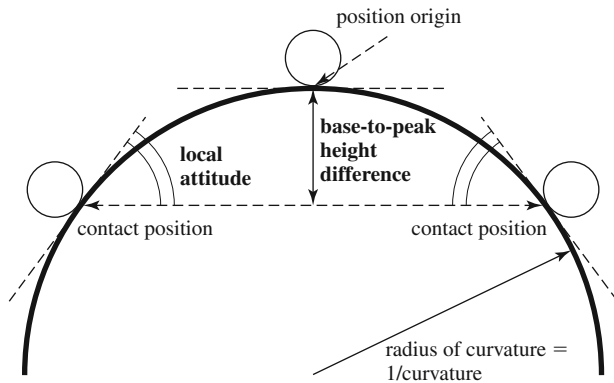 position origin
base-to-peak
height
difference
local
attitude
contact position
contact position
radius of curvature =
1/curvature